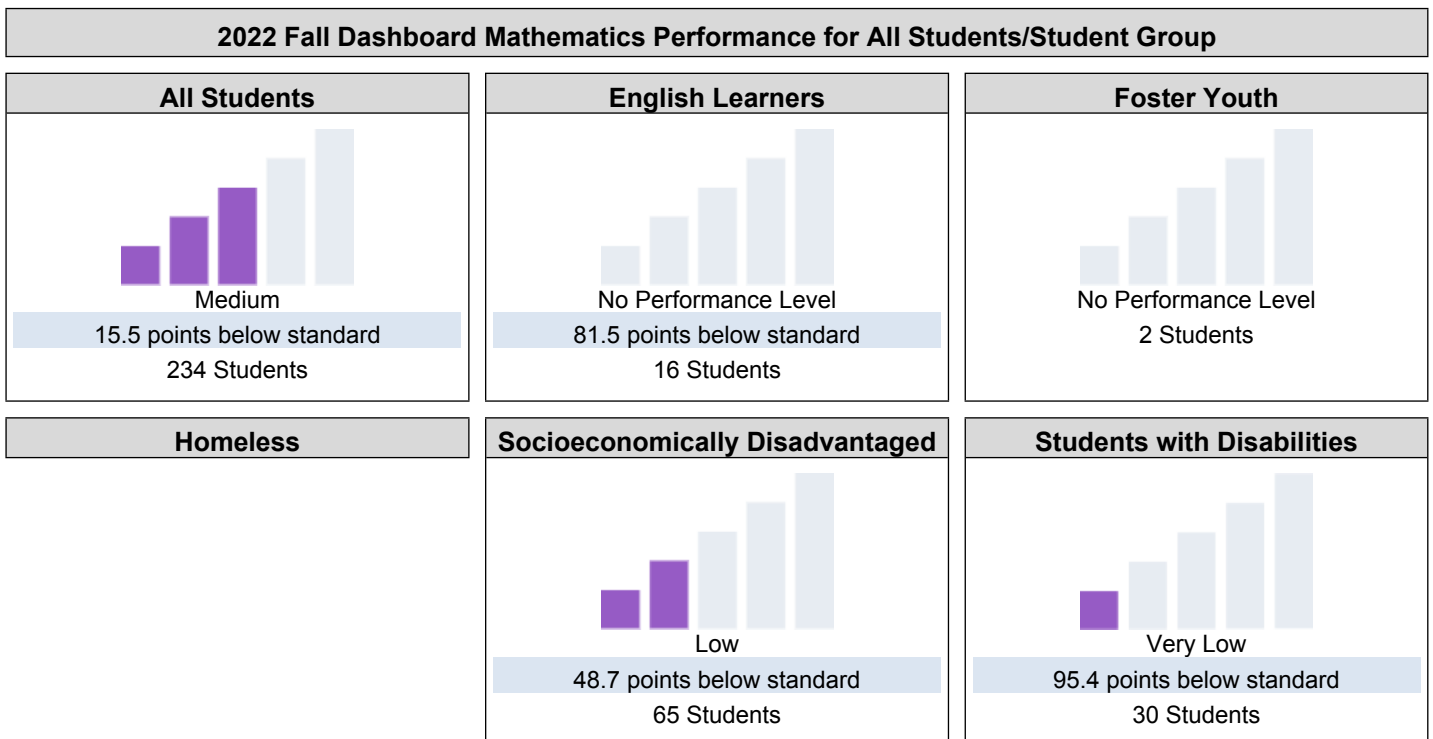 2022 Fall Dashboard Mathematics Performance for All Students/Student Group
All Students
Medium
15.5 points below standard
234 Students
English Learners
No Performance Level
81.5 points below standard
16 Students
Foster Youth
No Performance Level
2 Students
Homeless
Socioeconomically Disadvantaged
Low
48.7 points below standard
65 Students
Students with Disabilities
Very Low
95.4 points below standard
30 Students